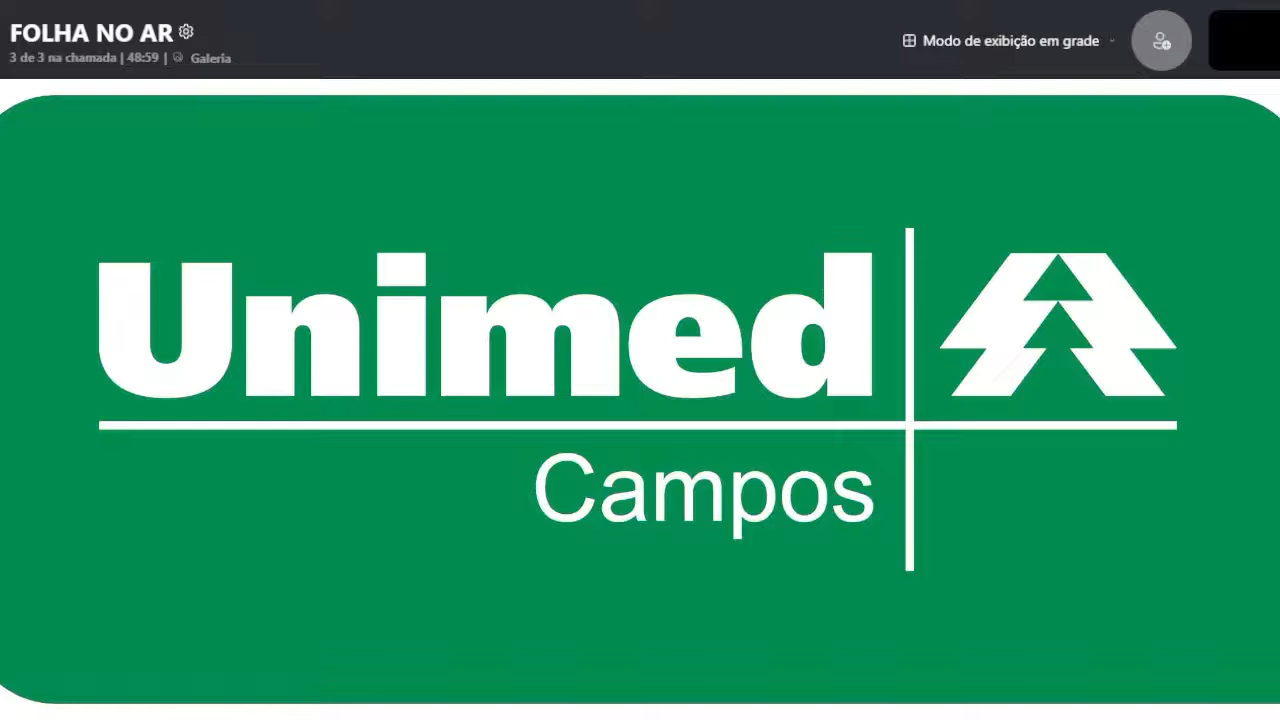 FOLHA NO AR
3 de 3 na chamada | 48:59 | Galeria
Modo de exibição em grade
Unimed
Campos